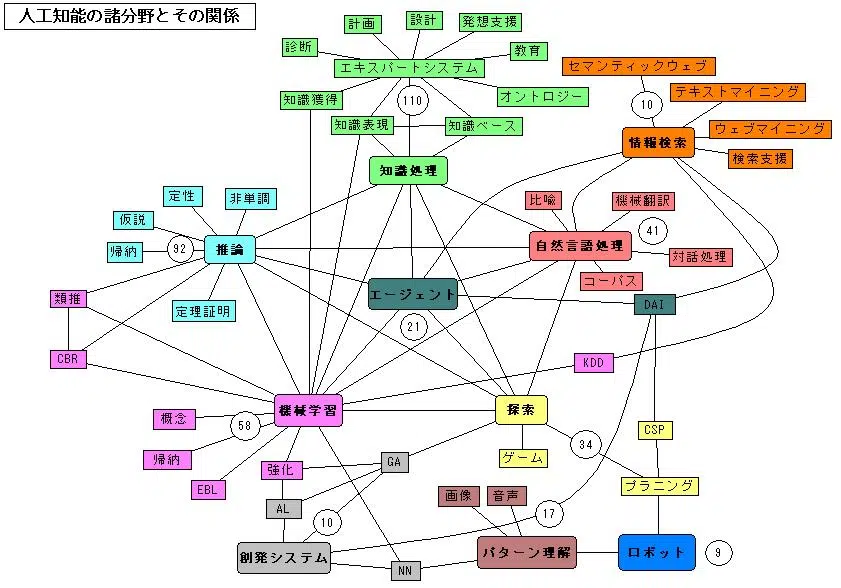 人工知能の諸分野とその関係
計画
設計
発想支援
診断
教育
エキスパートシステム
セマンティックウェブ
知識獲得
110
オントロジー
10
テキストマイニング
知識表現
知識ベース
ウェブマイニング
情報検索
検索支援
知識処理
定性
非単調
比喩
機械翻訳
仮説
41
帰納
92
推論
自然言語処理
対話処理
コーパス
類推
定理証明
エージェント
DAI
21
CBR
KDD
機械学習
探索
概念
58
CSP
帰納
強化
GA
ゲーム
34
EBL
プラニング
画像
音声
AL
10
17
創発システム
パターン理解
ロボット
9
NN